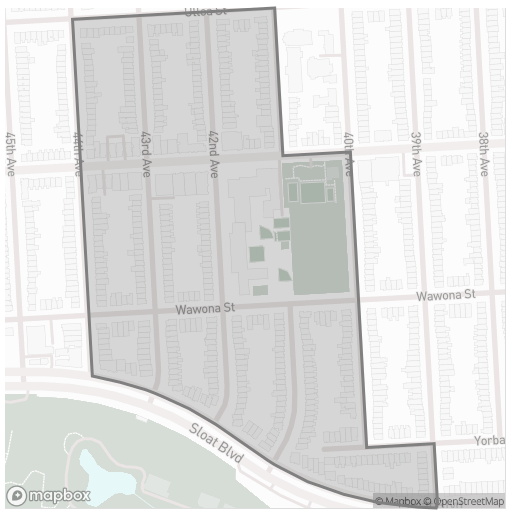 Ulloa St
45th Ave
44th Ave
43rd Ave
42nd Ave
40th Ave
39th Ave
38th Ave
Wawona St
Wawona St
Sloat Blvd
Yorba
mapbox
© Mapbox © OpenStreetMap